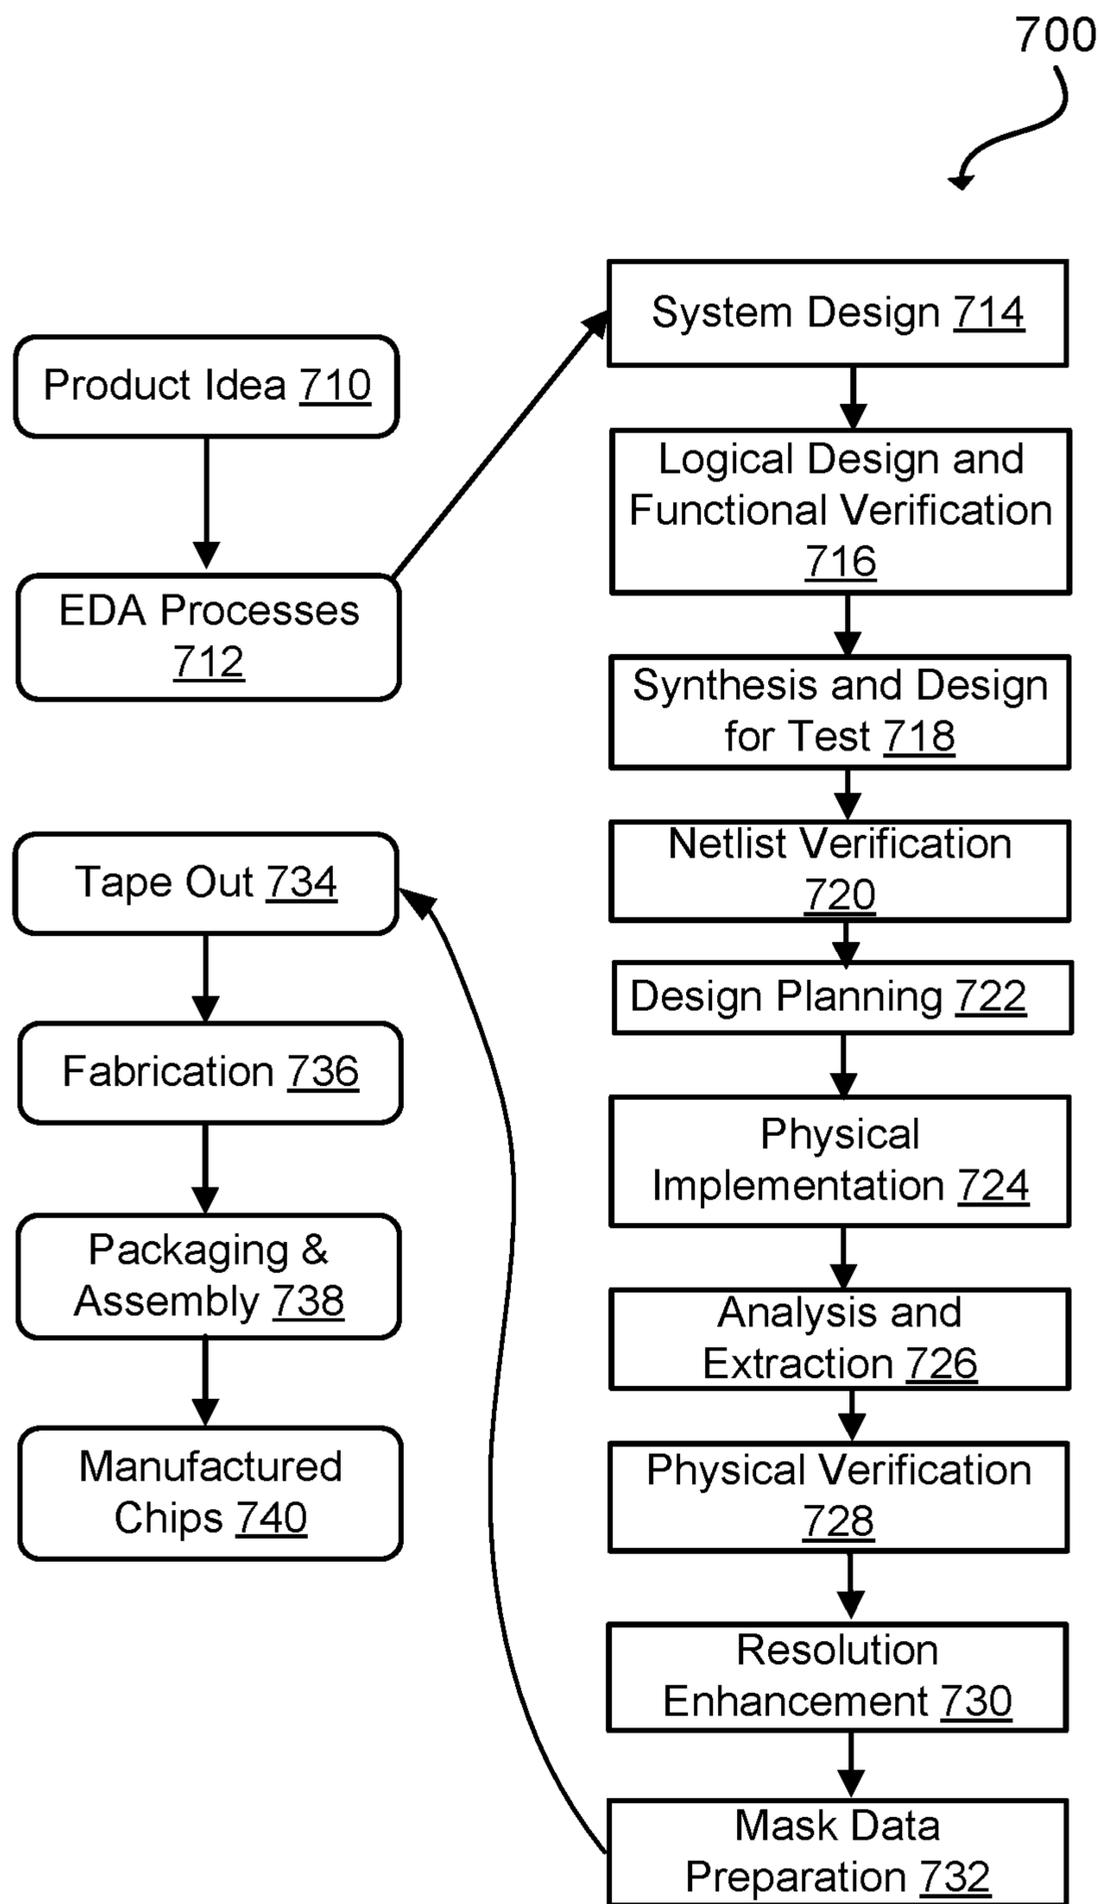 700
Product Idea 710
EDA Processes
712
System Design 714
Logical Design and
Functional Verification
716
Synthesis and Design
for Test 718
Netlist Verification
720
Design Planning 722
Physical
Implementation 724
Analysis and
Extraction 726
Physical Verification
728
Resolution
Enhancement 730
Mask Data
Preparation 732
Tape Out 734
Fabrication 736
Packaging &
Assembly 738
Manufactured
Chips 740